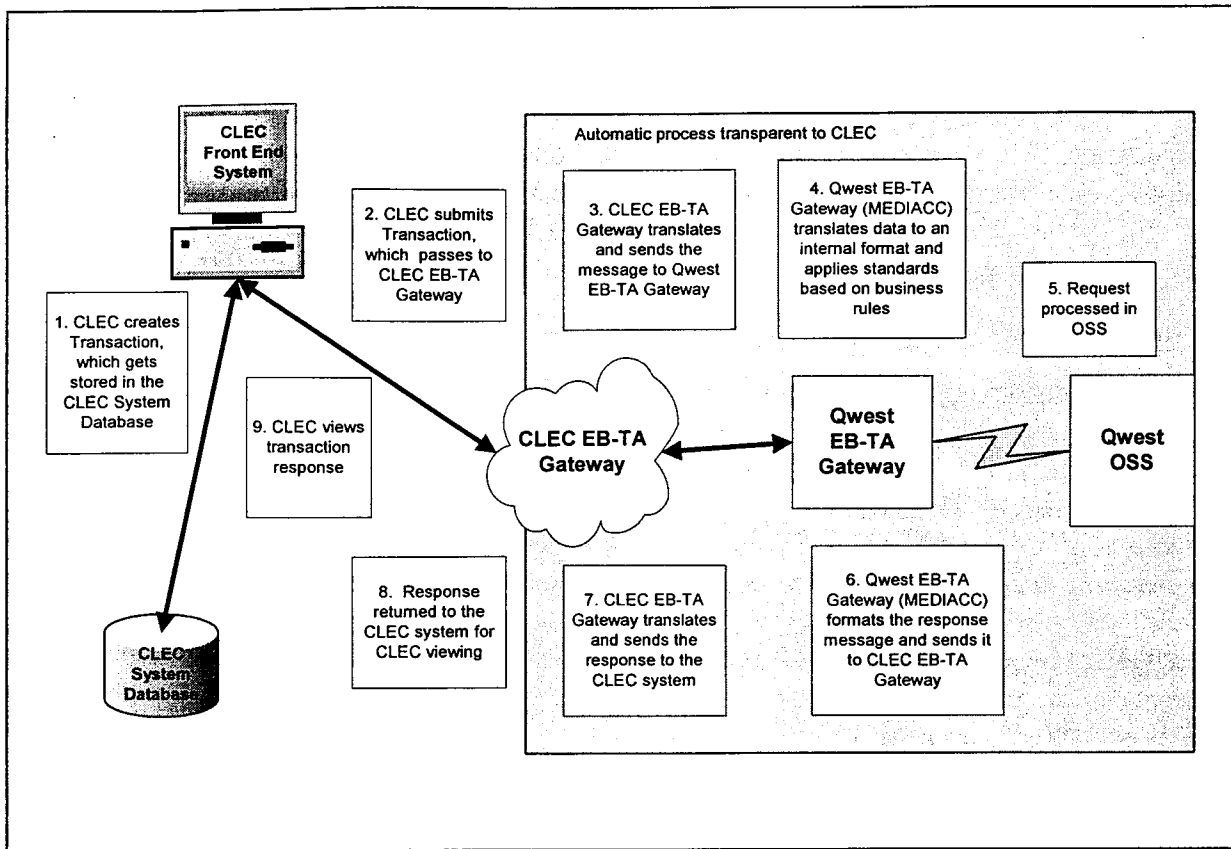 CLEC
Front End
System
Automatic process transparent to CLEC
1. CLEC creates
Transaction,
which gets
stored in the
CLEC System
Database
2. CLEC submits
Transaction,
which passes to
CLEC EB-TA
Gateway
3. CLEC EB-TA
Gateway translates
and sends the
message to Qwest
EB-TA Gateway
4. Qwest EB-TA
Gateway (MEDIACC)
translates data to an
internal format and
applies standards
based on business
rules
5. Request
processed in
OSS
9. CLEC views
transaction
response
CLEC EB-TA
Gateway
Qwest
EB-TA
Gateway
Qwest
OSS
8. Response
returned to the
CLEC system for
CLEC viewing
7. CLEC EB-TA
Gateway translates
and sends the
response to the
CLEC system
6. Qwest EB-TA
Gateway (MEDIACC)
formats the response
message and sends it
to CLEC EB-TA
Gateway
CLEC
System
Database